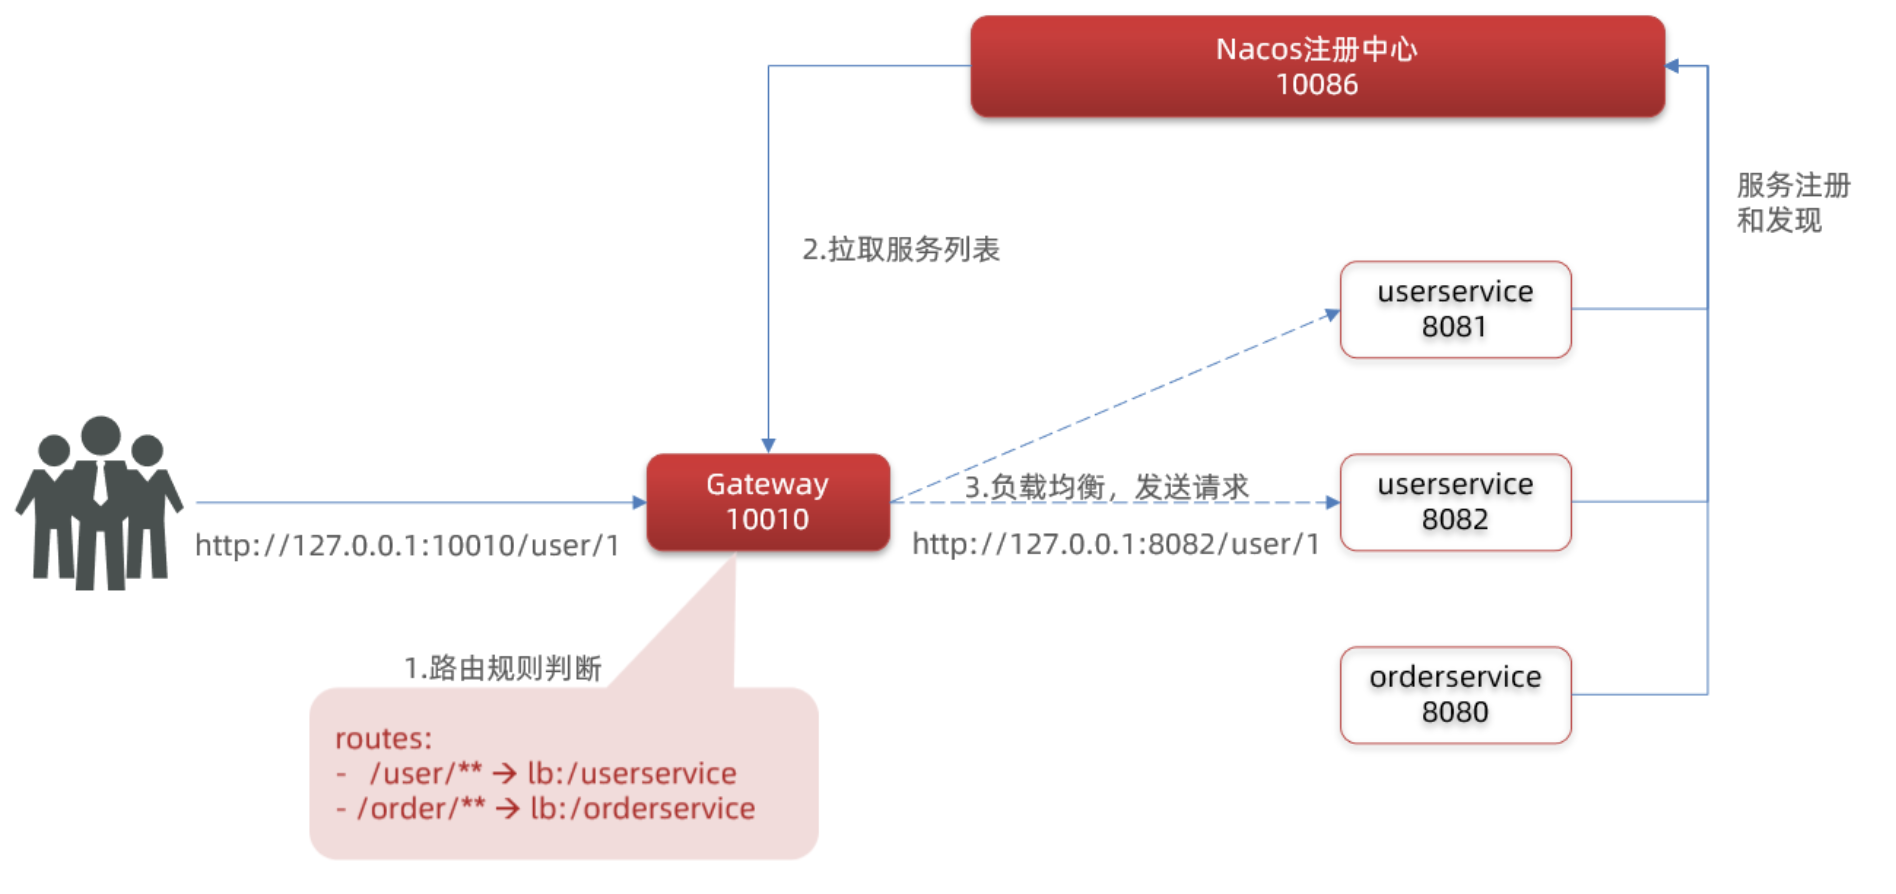 Nacos注册中心
10086
服务注册
和发现
2.拉取服务列表
userservice
8081
Gateway
10010
3.负载均衡，发送请求
userservice
8082
http://127.0.0.1:10010/user/1
http://127.0.0.1:8082/user/1
1.路由规则判断
orderservice
8080
routes:
- /user/** → lb:/userservice
- /order/** → lb:/orderservice